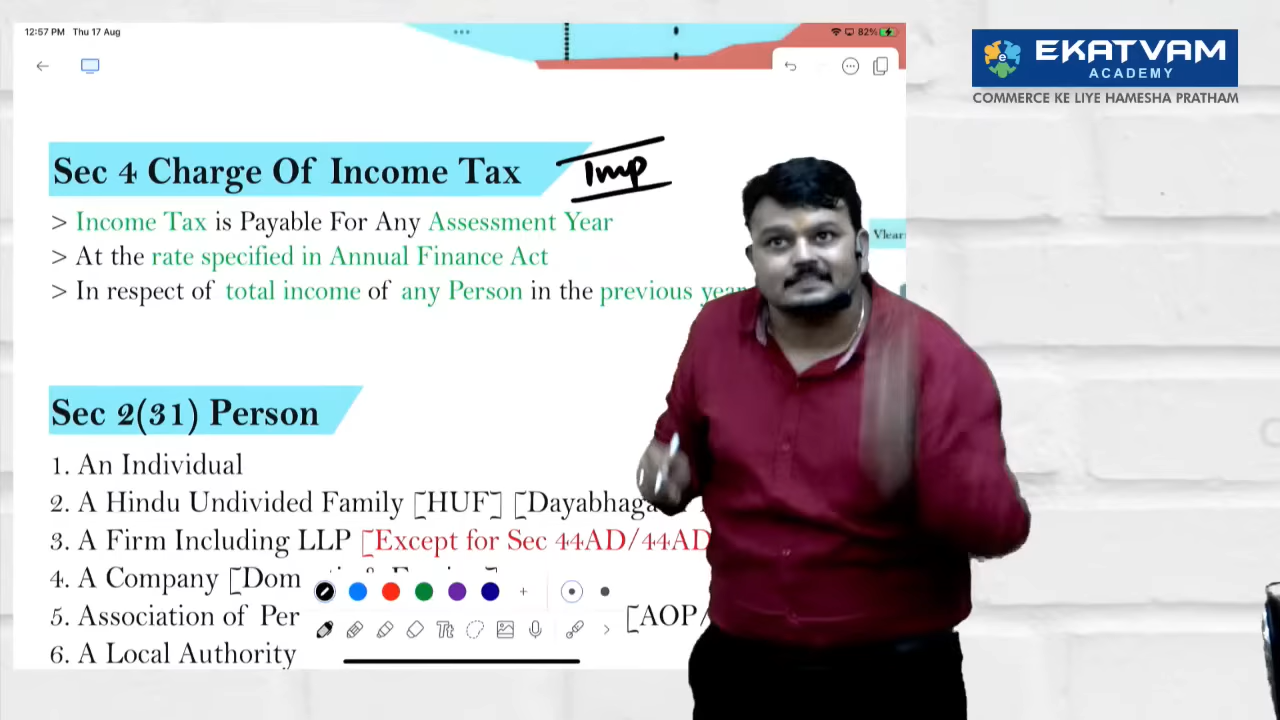 12:57 PM Thu 17 Aug
82%
EKATVAM
ACADEMY
COMMERCE KE LIYE HAMESHA PRATHAM
Sec 4 Charge Of Income Tax
Imp
> Income Tax is Payable For Any Assessment Year
> At the rate specified in Annual Finance Act
> In respect of total income of any Person in the previous year
Sec 2(31) Person
1. An Individual
2. A Hindu Undivided Family [HUF] [Dayabhaga
3. A Firm Including LLP [Except for Sec 44AD/44AD
4. A Company [Dom
5. Association of Per [AOP/
6. A Local Authority
Tt